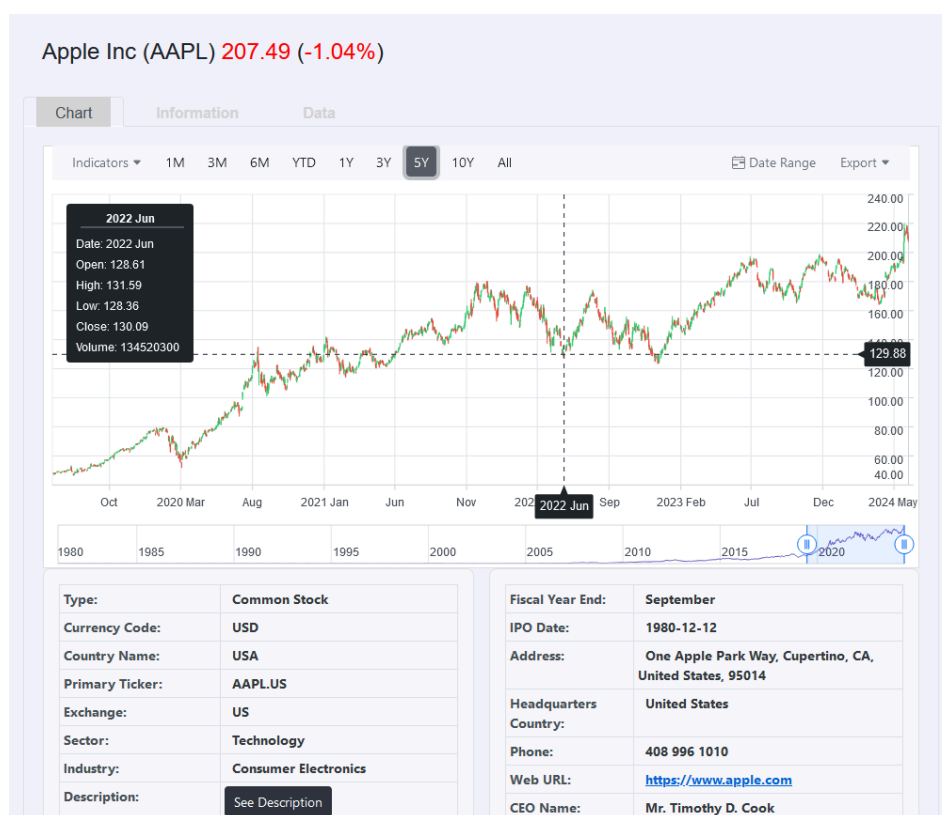 Apple Inc (AAPL) 207.49 (-1.04%)
Chart Information Data
Indicators 1M 3M 6M YTD 1Y 3Y 5Y 10Y All Date Range Export
240.00
220.00
200.00
180.00
160.00
129.88
120.00
100.00
80.00
60.00
40.00
2022 Jun
Date: 2022 Jun
Open: 128.61
High: 131.59
Low: 128.36
Close: 130.09
Volume: 134520300
Oct 2020 Mar Aug 2021 Jan Jun Nov 2022 Jun Sep 2023 Feb Jul Dec 2024 May
1980 1985 1990 1995 2000 2005 2010 2015 2020
Type: Common Stock
Currency Code: USD
Country Name: USA
Primary Ticker: AAPL.US
Exchange: US
Sector: Technology
Industry: Consumer Electronics
Description: See Description
Fiscal Year End: September
IPO Date: 1980-12-12
Address: One Apple Park Way, Cupertino, CA,
United States, 95014
Headquarters United States
Country:
Phone: 408 996 1010
Web URL: https://www.apple.com
CEO Name: Mr. Timothy D. Cook